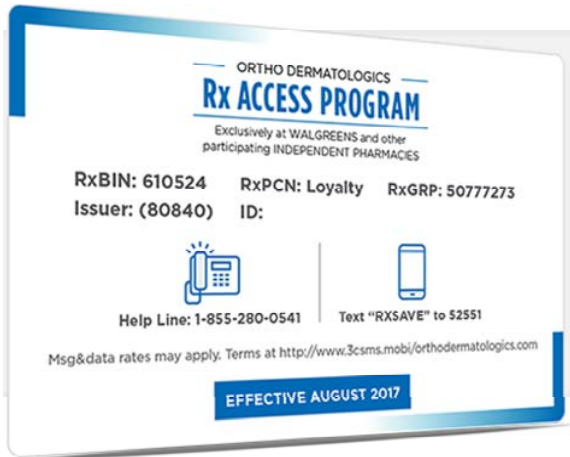 ORTHO DERMATOLOGICS
Rx ACCESS PROGRAM
Exclusively at WALGREENS and other
participating INDEPENDENT PHARMACIES
RxBIN: 610524 RxPCN: Loyalty RxGRP: 50777273
Issuer: (80840) ID:
Help Line: 1-855-280-0541 Text “RXSAVE” to 52551
Msg&data rates may apply. Terms at http://www.3csms.mobi/orthodermatologics.com
EFFECTIVE AUGUST 2017